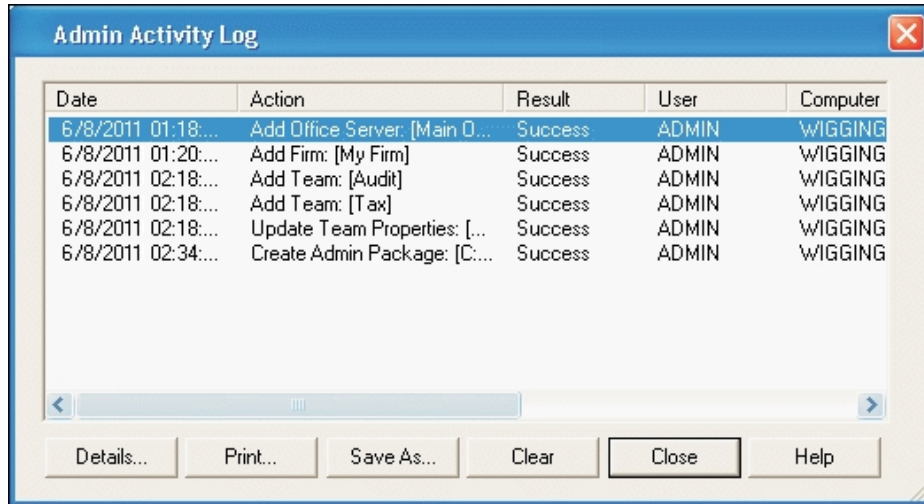 Admin Activity Log
Date Action Result User Computer
6/8/2011 01:18:... Add Office Server: [Main O... Success ADMIN WIGGING
6/8/2011 01:20:... Add Firm: [My Firm] Success ADMIN WIGGING
6/8/2011 02:18:... Add Team: [Audit] Success ADMIN WIGGING
6/8/2011 02:18:... Add Team: [Tax] Success ADMIN WIGGING
6/8/2011 02:18:... Update Team Properties: [... Success ADMIN WIGGING
6/8/2011 02:34:... Create Admin Package: [C:... Success ADMIN WIGGING
Details... Print... Save As... Clear Close Help